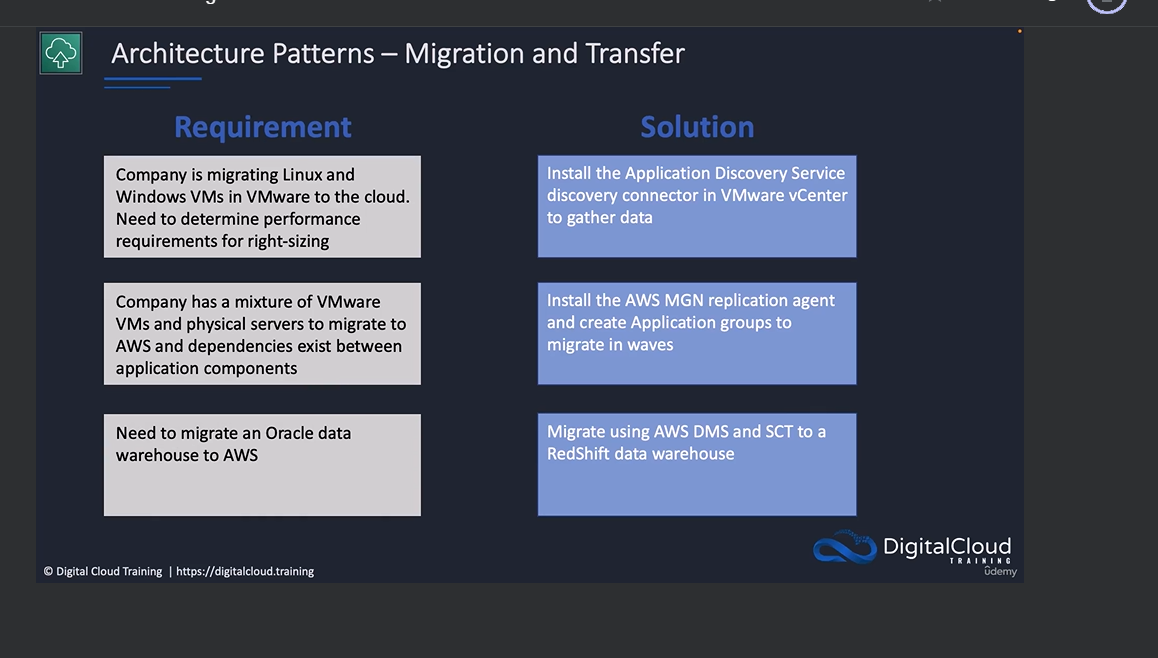 Architecture Patterns – Migration and Transfer
Requirement
Solution
Company is migrating Linux and
Windows VMs in VMware to the cloud.
Need to determine performance
requirements for right-sizing
Install the Application Discovery Service
discovery connector in VMware vCenter
to gather data
Company has a mixture of VMware
VMs and physical servers to migrate to
AWS and dependencies exist between
application components
Install the AWS MGN replication agent
and create Application groups to
migrate in waves
Need to migrate an Oracle data
warehouse to AWS
Migrate using AWS DMS and SCT to a
RedShift data warehouse
DigitalCloud
TRAINING
© Digital Cloud Training | https://digitalcloud.training
ûdemy